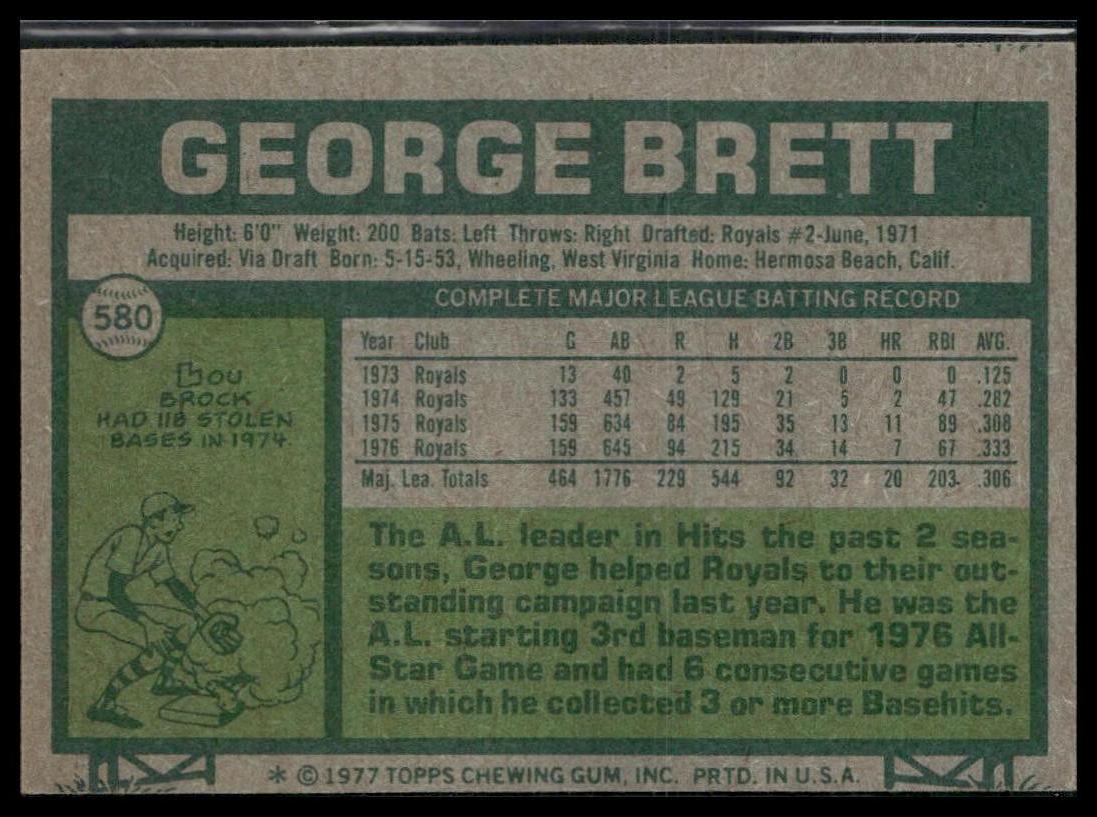 GEORGE BRETT
Height: 6'0" Weight: 200 Bats: Left Throws: Right Drafted: Royals #2-June, 1971
Acquired: Via Draft Born: 5-15-53, Wheeling, West Virginia Home: Hermosa Beach, Calif.
580
COMPLETE MAJOR LEAGUE BATTING RECORD
Year Club G AB R H 2B 3B HR RBI AVG.
1973 Royals 13 40 2 5 2 0 0 0 .125
1974 Royals 133 457 49 129 21 5 2 47 .282
1975 Royals 159 634 84 195 35 13 11 89 .308
1976 Royals 159 645 94 215 34 14 7 67 .333
Maj. Lea. Totals 464 1776 229 544 92 32 20 203 .306
LOU
BROCK
HAD 118 STOLEN
BASES IN 1974.
The A.L. leader in Hits the past 2 sea-
sons, George helped Royals to their out-
standing campaign last year. He was the
A.L. starting 3rd baseman for 1976 All-
Star Game and had 6 consecutive games
in which he collected 3 or more Basehits.
* © 1977 TOPPS CHEWING GUM, INC. PRTD. IN U.S.A.